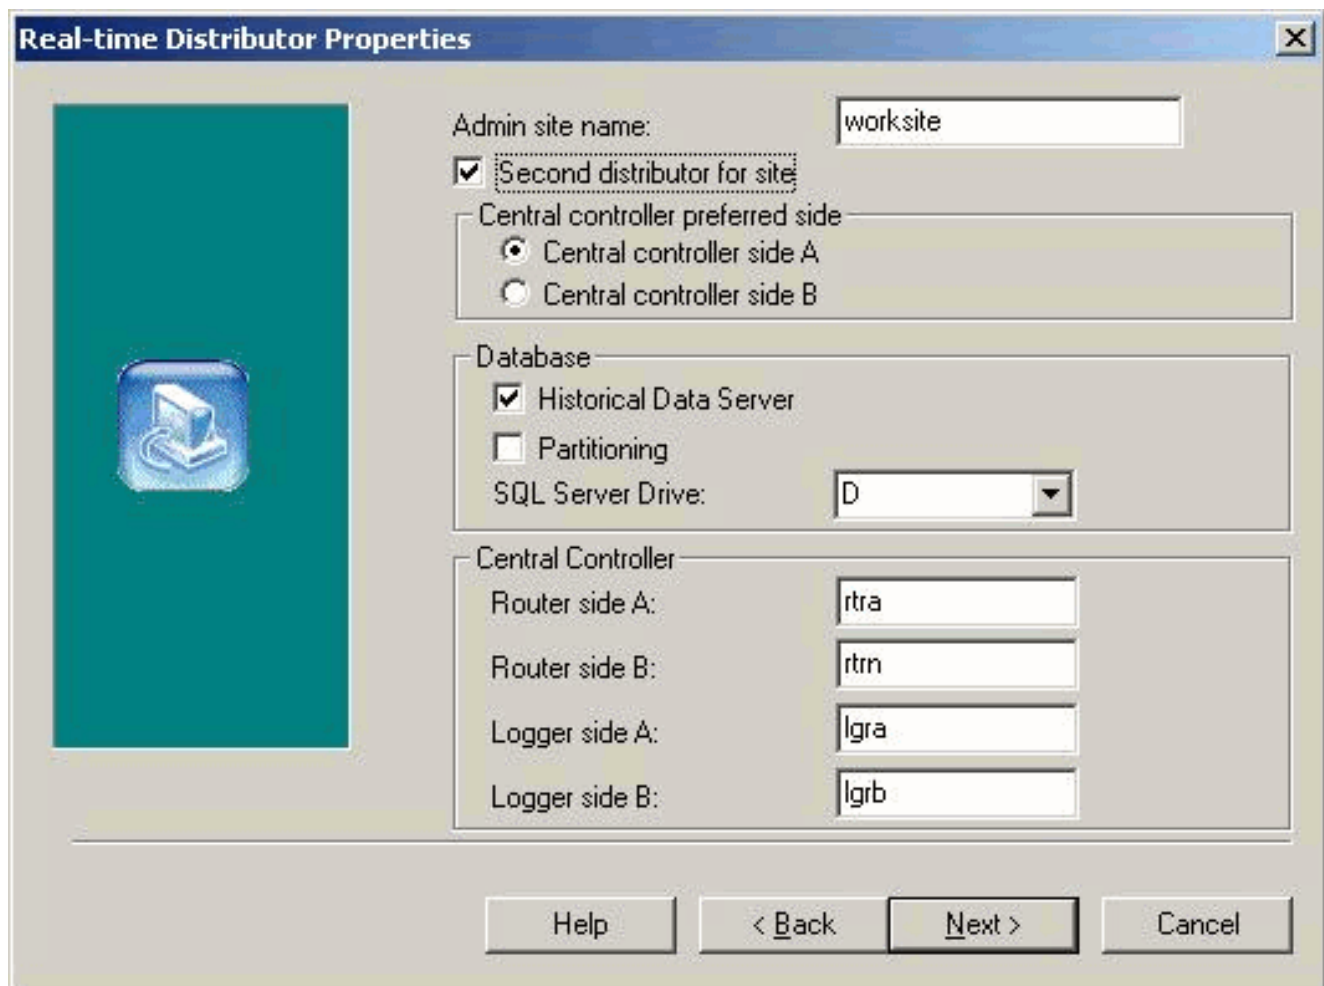 Real-time Distributor Properties
Admin site name: worksite
Second distributor for site
Central controller preferred side
Central controller side A
Central controller side B
Database
Historical Data Server
Partitioning
SQL Server Drive: D
Central Controller
Router side A: rtra
Router side B: rtrn
Logger side A: lgra
Logger side B: lgrb
Help < Back Next > Cancel